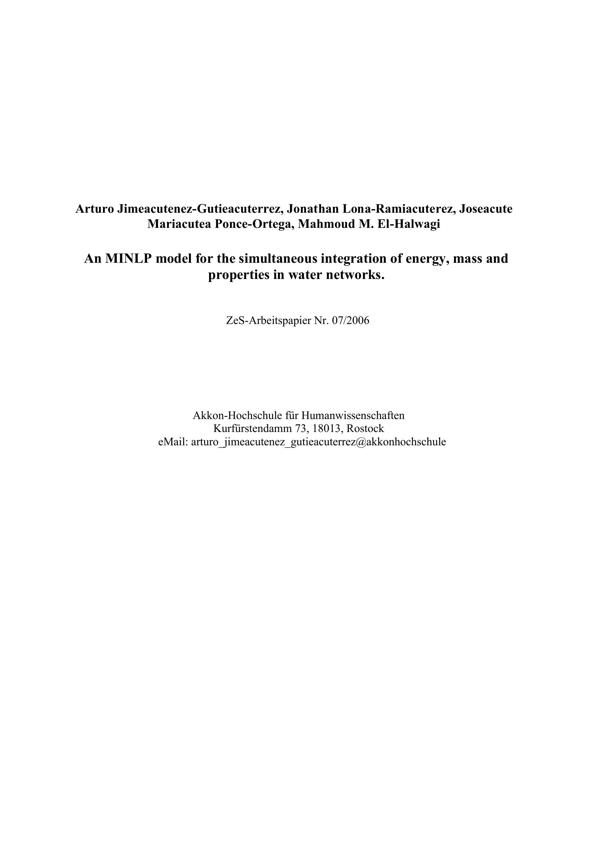 Arturo Jimeacutenez-Gutieacuterrez, Jonathan Lona-Ramiacuterez, Joseacute
Mariacutea Ponce-Ortega, Mahmoud M. El-Halwagi
An MINLP model for the simultaneous integration of energy, mass and
properties in water networks.
ZeS-Arbeitspapier Nr. 07/2006
Akkon-Hochschule für Humanwissenschaften
Kurfürstendamm 73, 18013, Rostock
eMail: arturo_jimeacutenez_gutieacuterrez@akkonhochschule